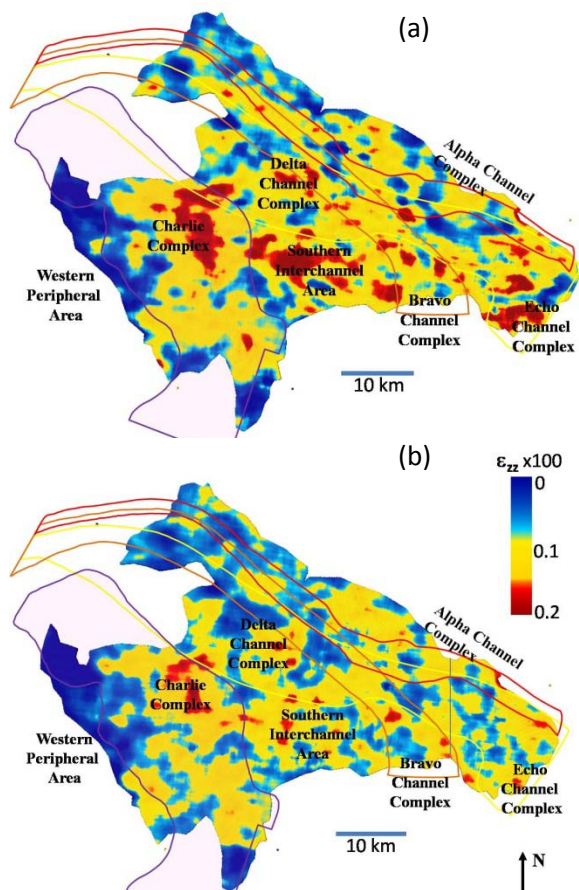 (a)
Alpha Channel
Complex
Delta
Channel
Complex
Charlie
Complex
Southern
Interchannel
Area
Western
Peripheral
Area
Bravo
Channel
Complex
Echo
Channel
Complex
10 km
(b)
εzz x100
0
0.1
0.2
Alpha Channel
Complex
Delta
Channel
Complex
Charlie
Complex
Southern
Interchannel
Area
Western
Peripheral
Area
Bravo
Channel
Complex
Echo
Channel
Complex
10 km
N